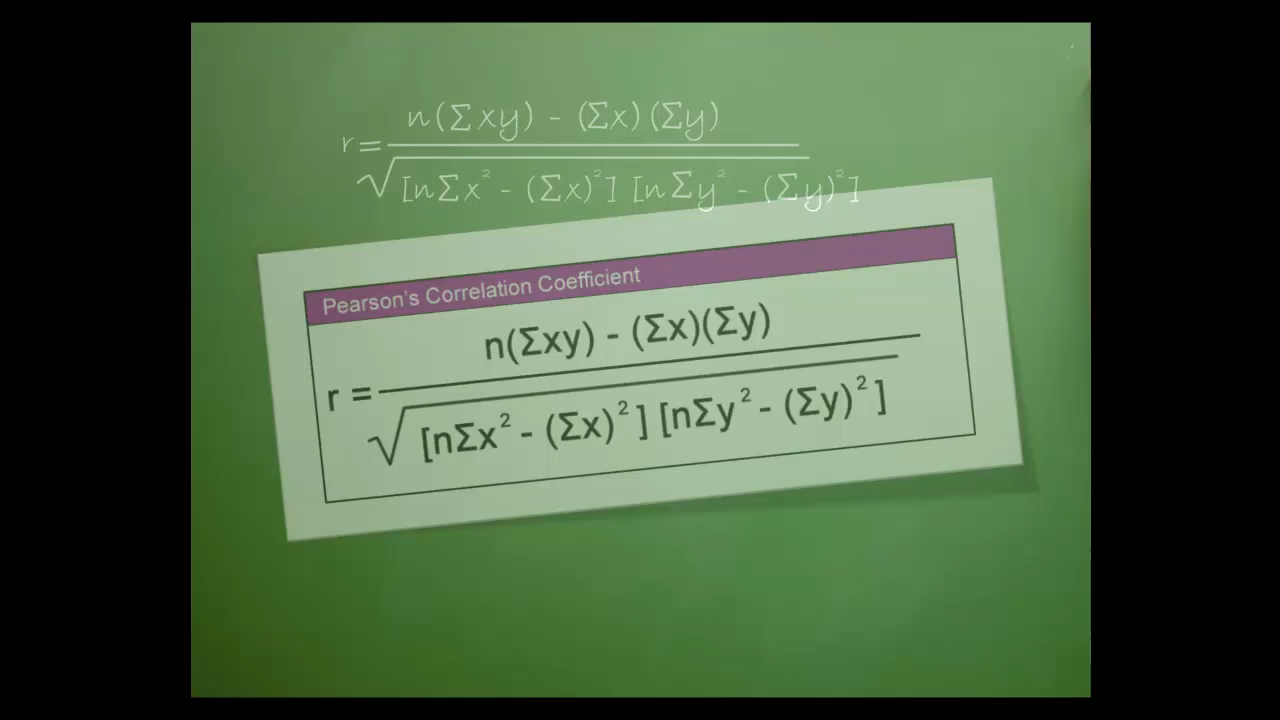 n(Σxy) - (Σx)(Σy)
r=
√[nΣx² - (Σx)²] [nΣy² - (Σy)²]
Pearson's Correlation Coefficient
n(Σxy) - (Σx)(Σy)
r =
√[nΣx² - (Σx)²] [nΣy² - (Σy)²]